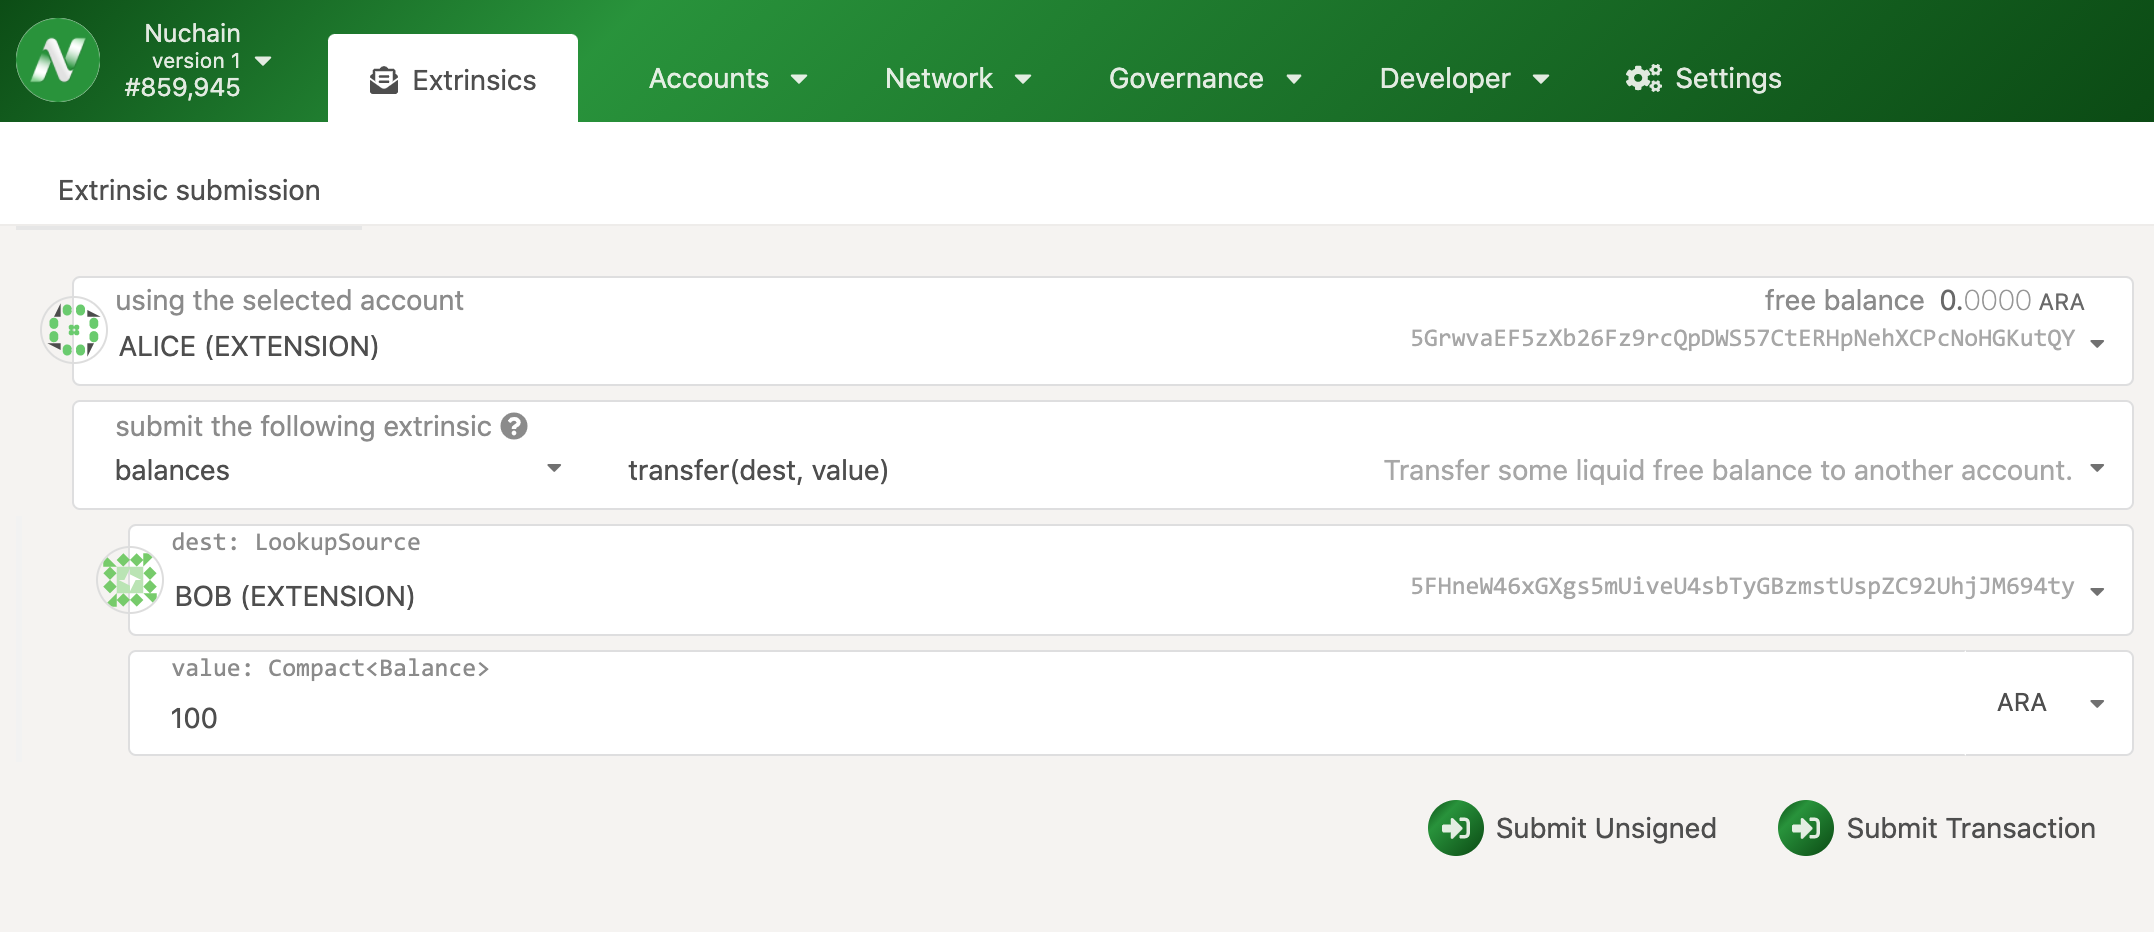 Nuchain
version 1
#859,945
Extrinsics
Accounts
Network
Governance
Developer
Settings
Extrinsic submission
using the selected account
free balance 0.0000 ARA
ALICE (EXTENSION)
5GrwvaEF5zXb26Fz9rcQpDWS57CtERHpNehXCPcNoHGKutQY
submit the following extrinsic
balances
transfer(dest, value)
Transfer some liquid free balance to another account.
dest: LookupSource
BOB (EXTENSION)
5FHneW46xGXgs5mUiveU4sbTyGBzmstUspZC92UhjJM694ty
value: Compact<Balance>
100
ARA
Submit Unsigned
Submit Transaction